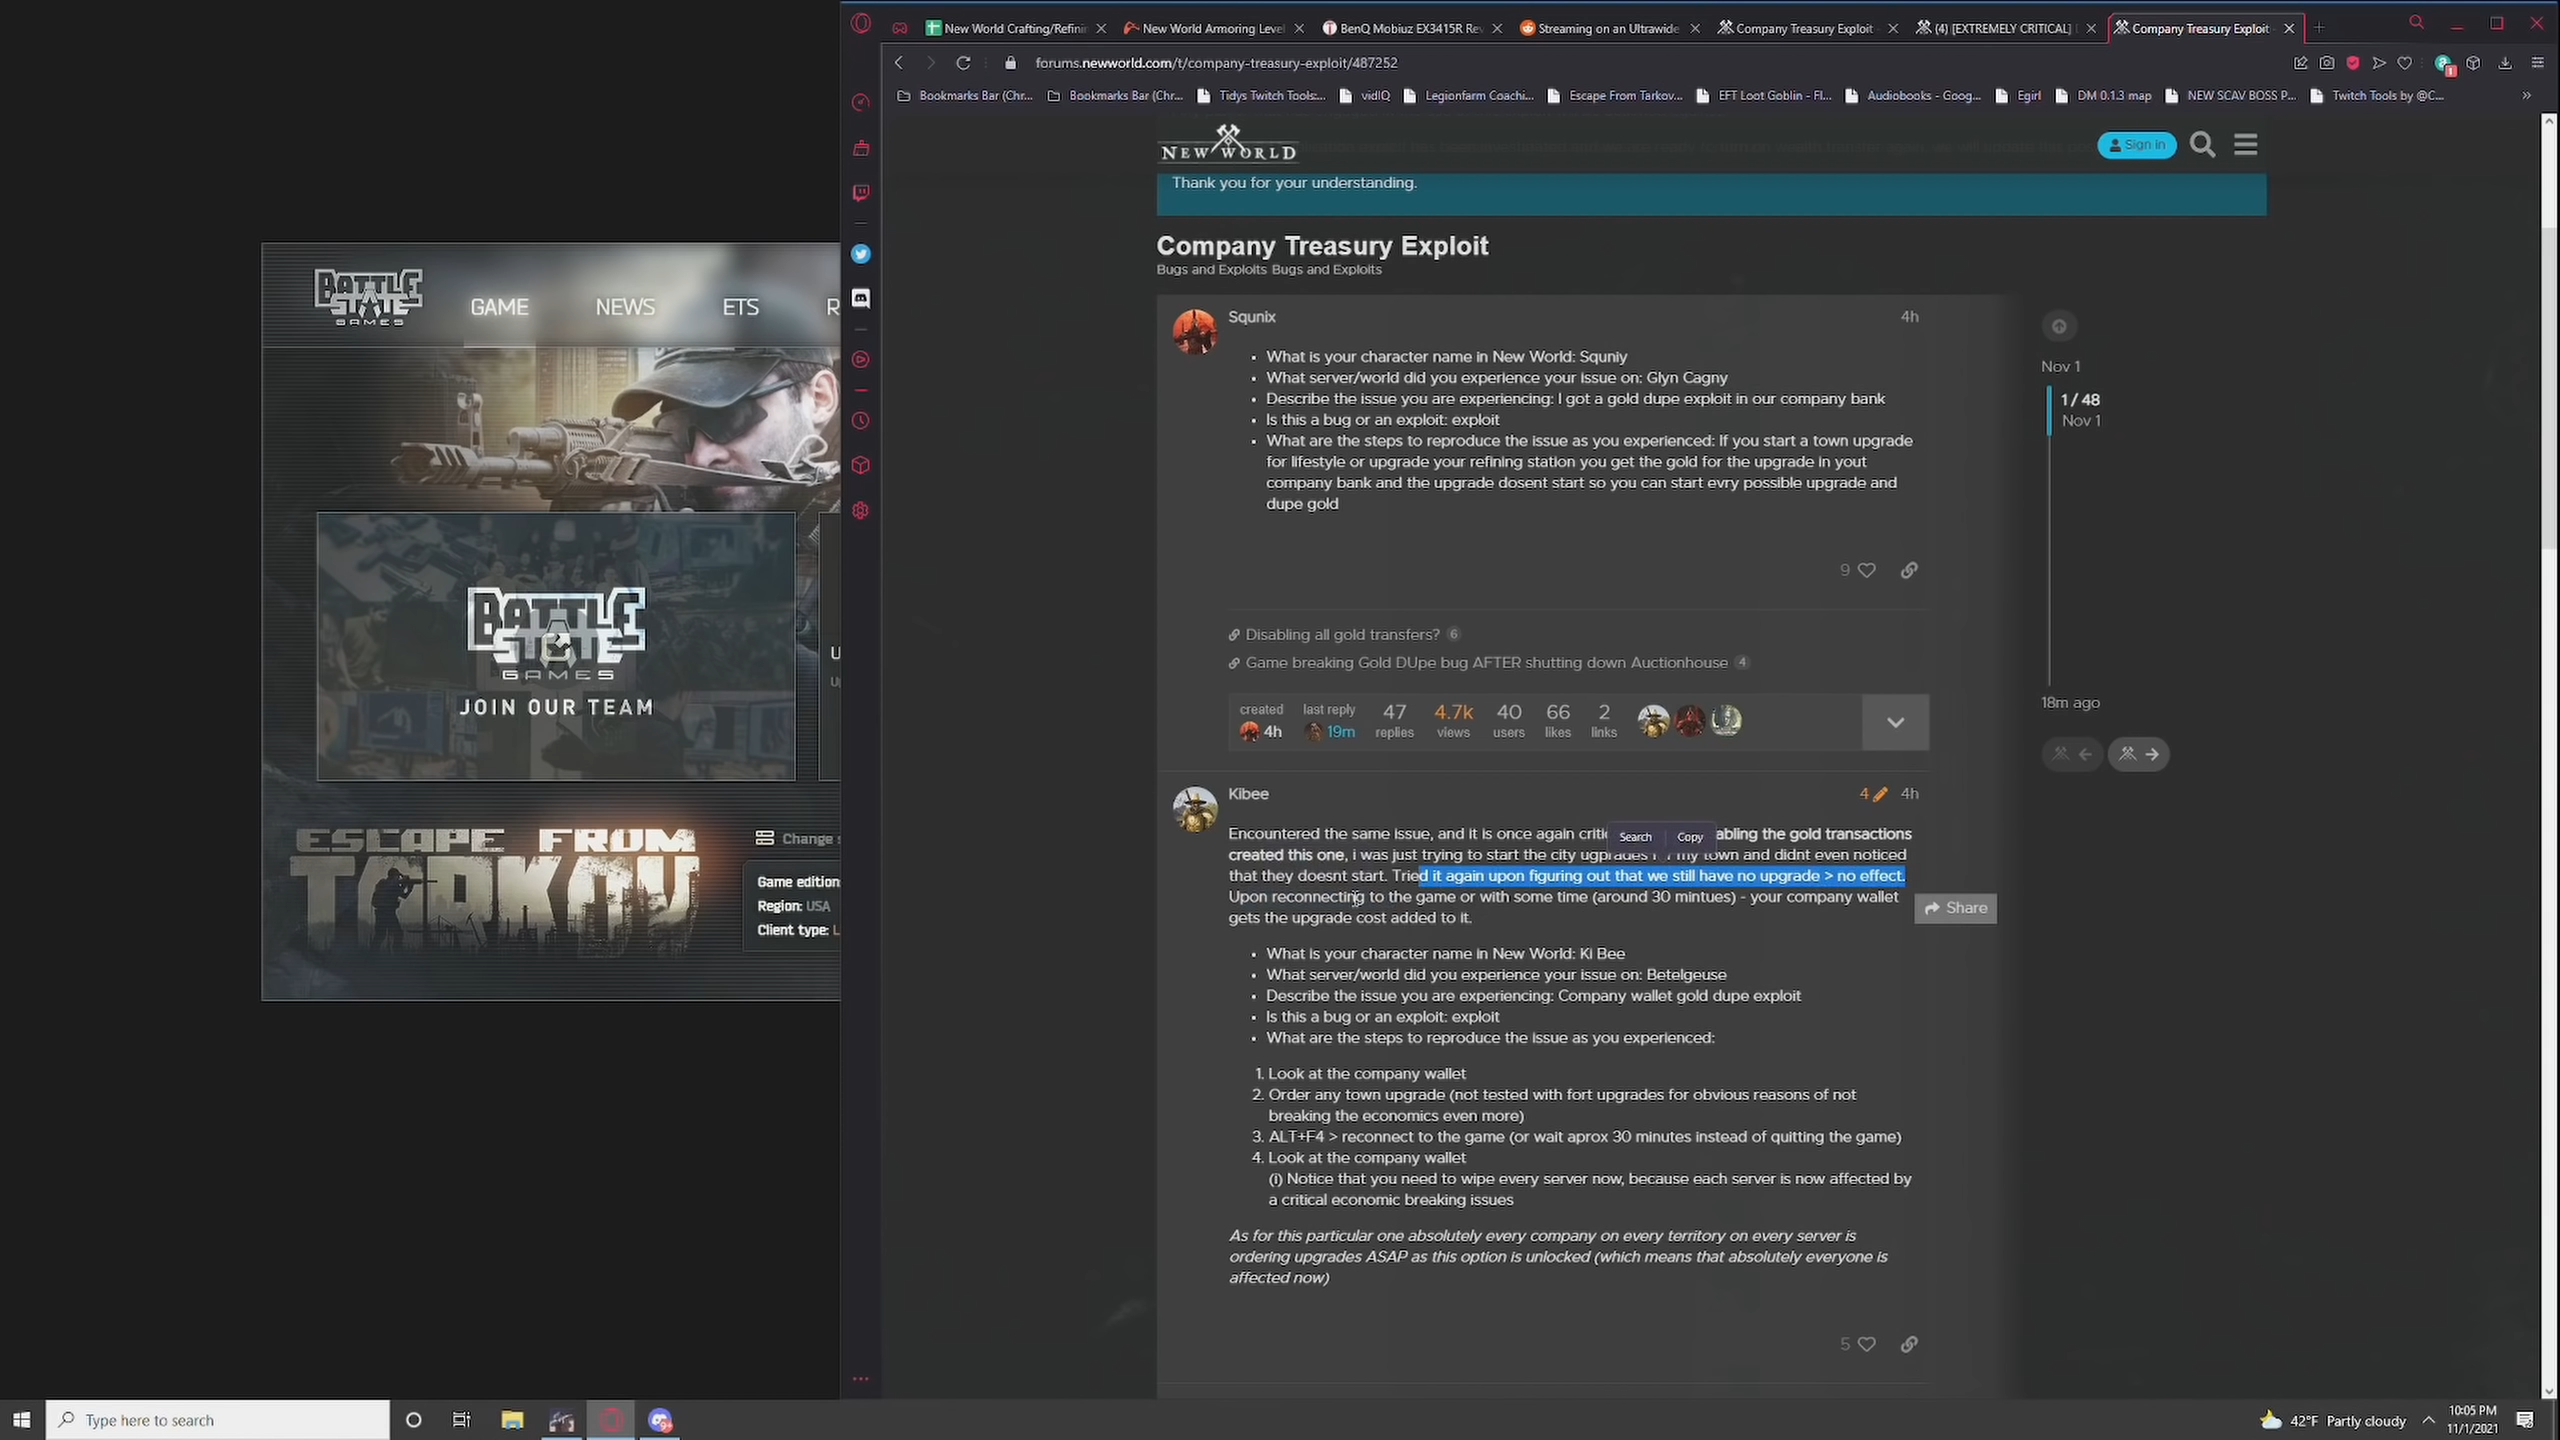 New World Crafting/Refini
New World Armoring Level
BenQ Mobiuz EX3415R Rev
Streaming on an Ultrawide
Company Treasury Exploit
(4) [EXTREMELY CRITICAL]
Company Treasury Exploit
forums.newworld.com/t/company-treasury-exploit/487252
Bookmarks Bar (Chr...
Bookmarks Bar (Chr...
Tidys Twitch Tools:...
vidIQ
Legionfarm Coachi...
Escape From Tarkov...
EFT Loot Goblin - Fl...
Audiobooks - Goog...
Egirl
DM 0.1.3 map
NEW SCAV BOSS P...
Twitch Tools by @C...
NEW WORLD
Sign In
Thank you for your understanding.
Company Treasury Exploit
Bugs and Exploits Bugs and Exploits
Squnix
4h
What is your character name in New World: Squniy
What server/world did you experience your issue on: Glyn Cagny
Describe the issue you are experiencing: I got a gold dupe exploit in our company bank
Is this a bug or an exploit: exploit
What are the steps to reproduce the issue as you experienced: If you start a town upgrade
for lifestyle or upgrade your refining station you get the gold for the upgrade in yout
company bank and the upgrade dosent start so you can start evry possible upgrade and
dupe gold
9
Disabling all gold transfers? 6
Game breaking Gold DUpe bug AFTER shutting down Auctionhouse 4
created
4h
last reply
19m
47
replies
4.7k
views
40
users
66
likes
2
links
Nov 1
1 / 48
Nov 1
18m ago
Kibee
4
4h
Search
Copy
Encountered the same issue, and it is once again critic abling the gold transactions
created this one, i was just trying to start the city ugprades my town and didnt even noticed
that they doesnt start. Tried it again upon figuring out that we still have no upgrade > no effect.
Upon reconnecting to the game or with some time (around 30 mintues) - your company wallet
gets the upgrade cost added to it.
Share
What is your character name in New World: Ki Bee
What server/world did you experience your issue on: Betelgeuse
Describe the issue you are experiencing: Company wallet gold dupe exploit
Is this a bug or an exploit: exploit
What are the steps to reproduce the issue as you experienced:
1. Look at the company wallet
2. Order any town upgrade (not tested with fort upgrades for obvious reasons of not
breaking the economics even more)
3. ALT+F4 > reconnect to the game (or wait aprox 30 minutes instead of quitting the game)
4. Look at the company wallet
(i) Notice that you need to wipe every server now, because each server is now affected by
a critical economic breaking issues
As for this particular one absolutely every company on every territory on every server is
ordering upgrades ASAP as this option is unlocked (which means that absolutely everyone is
affected now)
5
BATTLE
STATE
GAMES
GAME
NEWS
ETS
R
BATTLE
STATE
GAMES
JOIN OUR TEAM
U
ESCAPE FROM
TARKOV
Change s
Game edition
Region: USA
Client type: L
Type here to search
42°F Partly cloudy
10:05 PM
11/1/2021